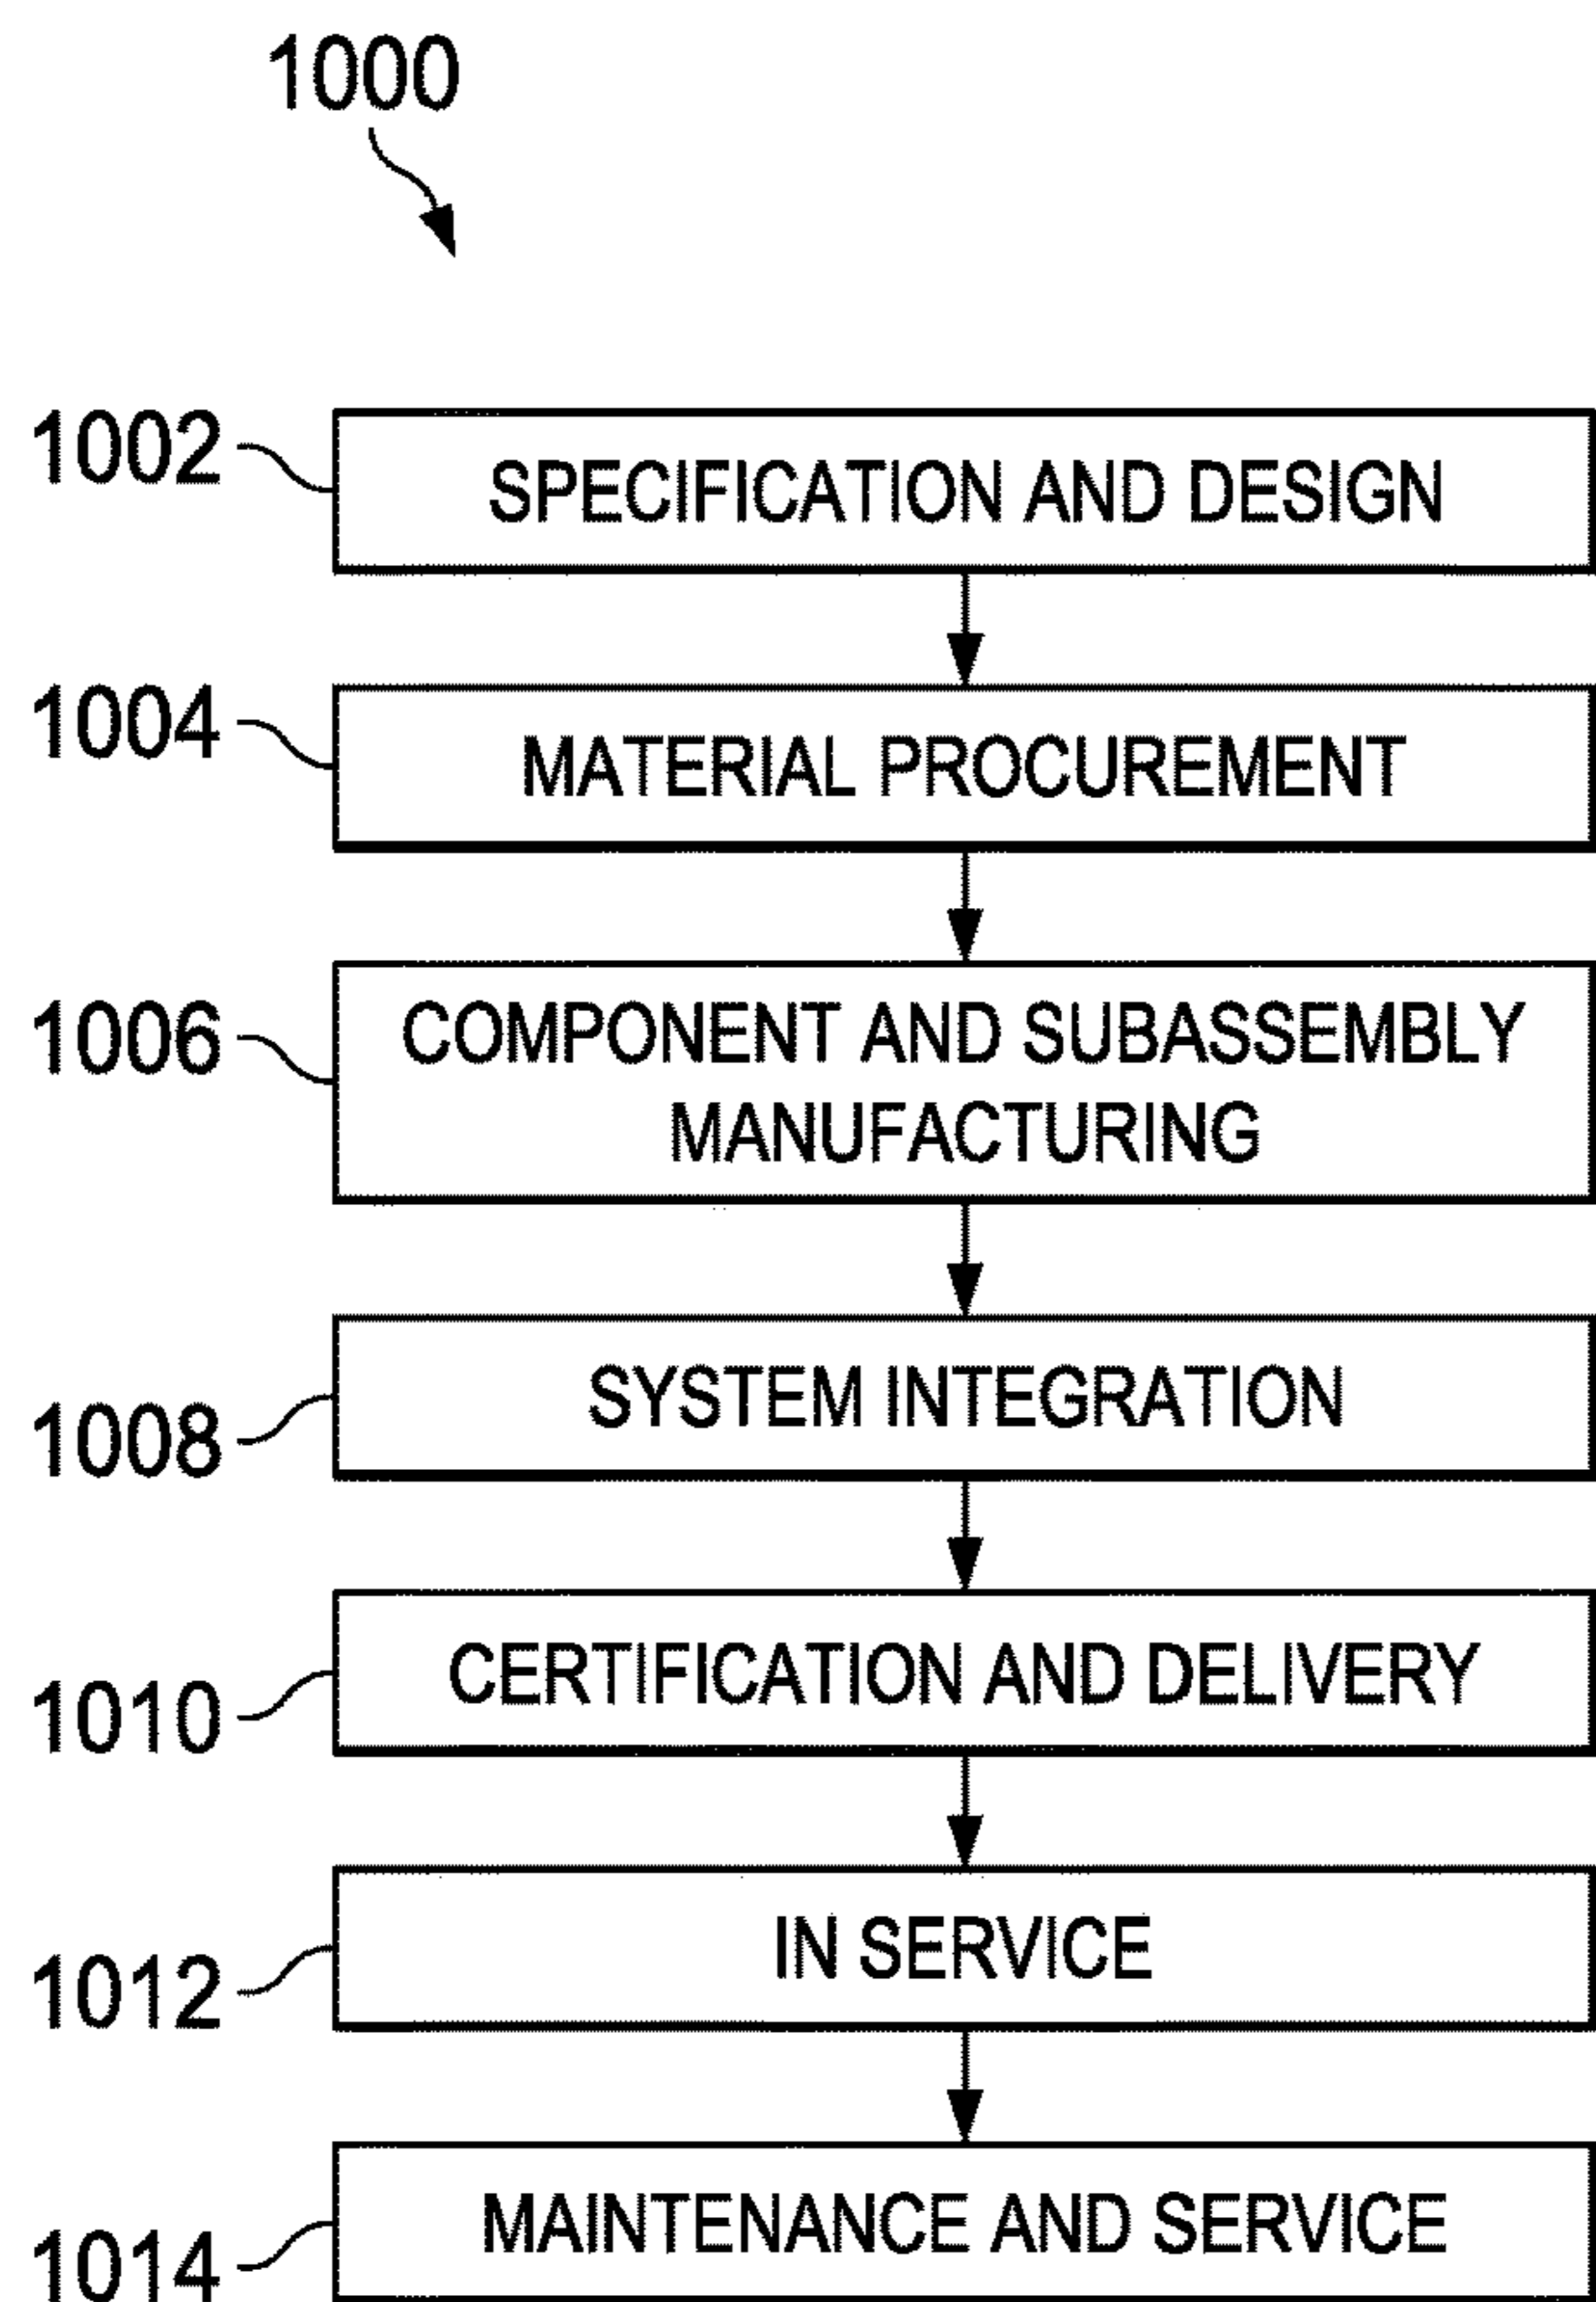 1000
1002
SPECIFICATION AND DESIGN
1004
MATERIAL PROCUREMENT
1006
COMPONENT AND SUBASSEMBLY
MANUFACTURING
1008
SYSTEM INTEGRATION
1010
CERTIFICATION AND DELIVERY
1012
IN SERVICE
1014
MAINTENANCE AND SERVICE